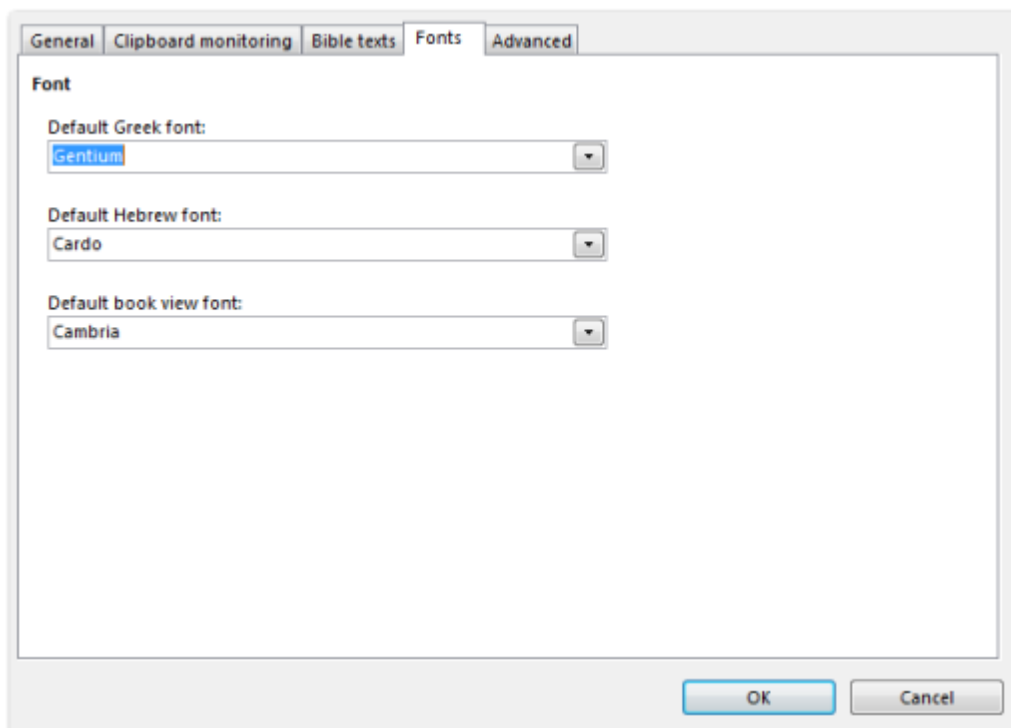 General Clipboard monitoring Bible texts Fonts Advanced
Font
Default Greek font:
Gentium
Default Hebrew font:
Cardo
Default book view font:
Cambria
OK Cancel